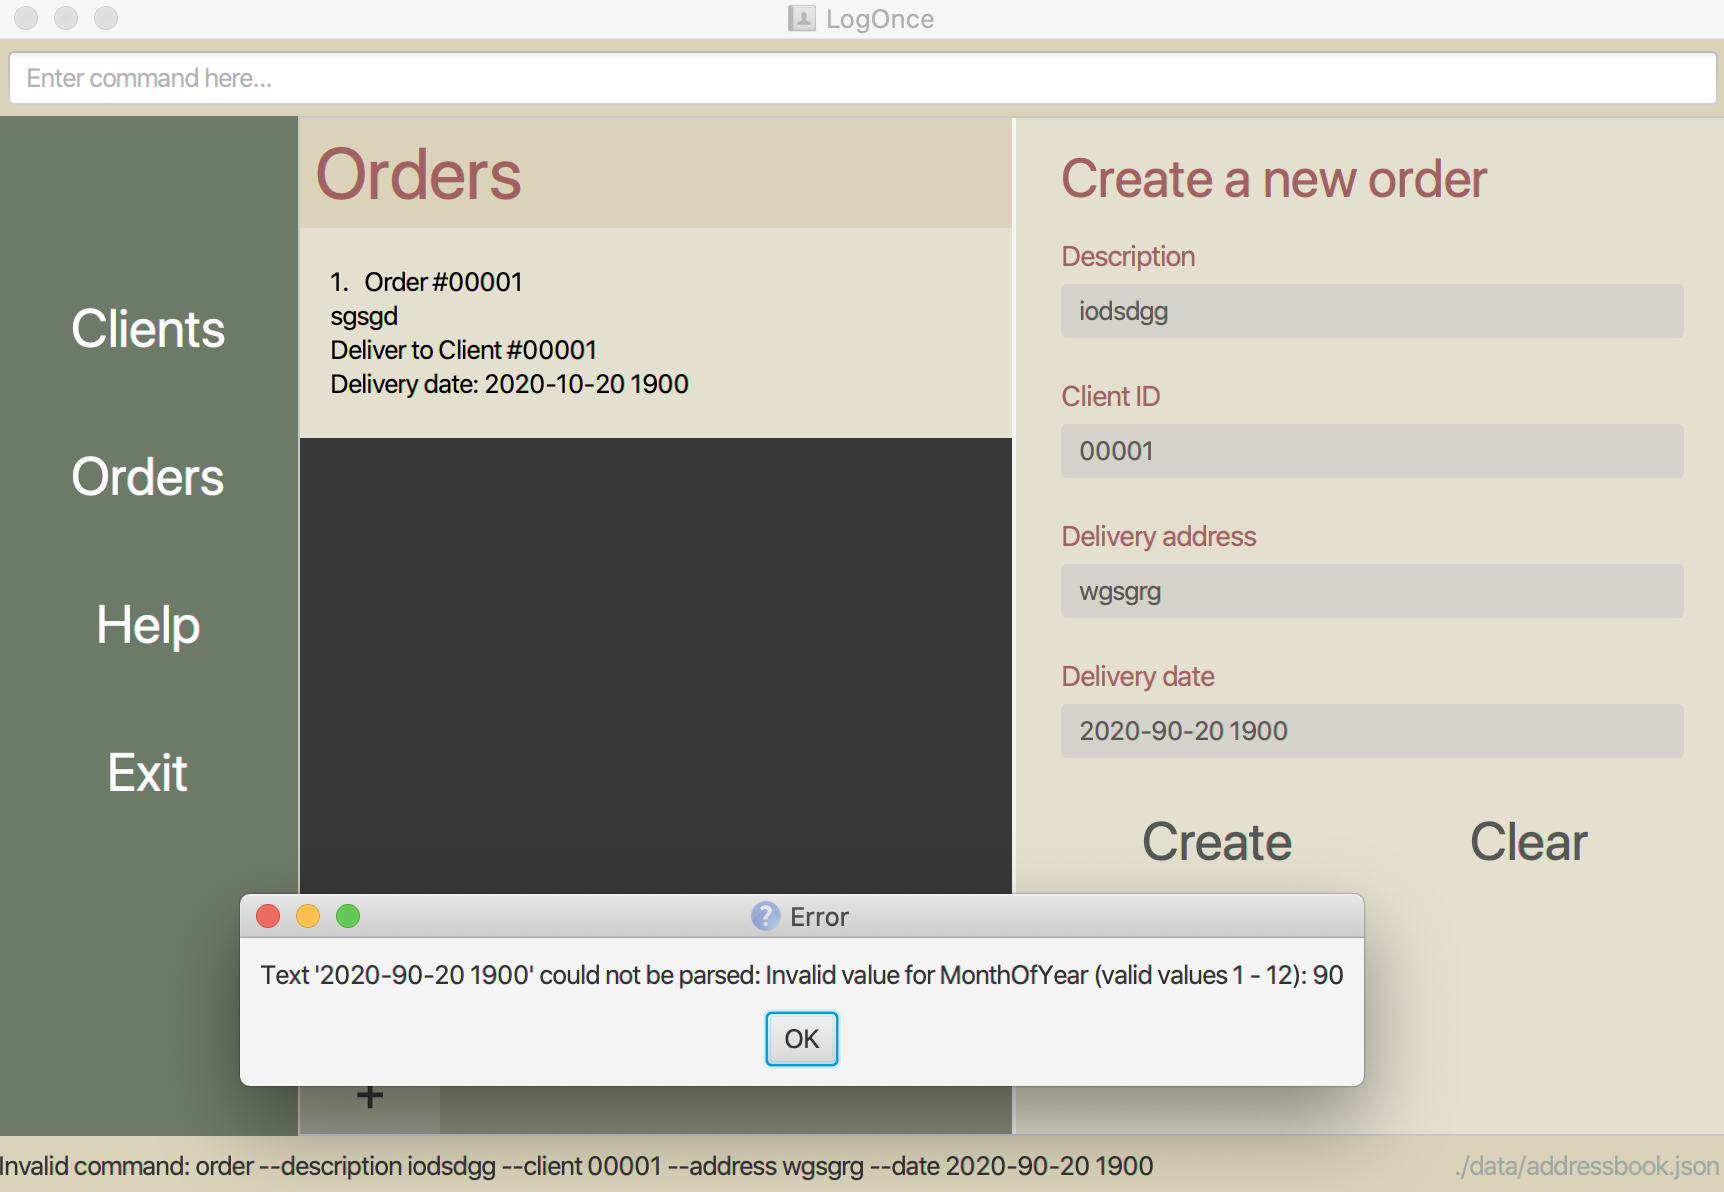 LogOnce
Enter command here...
Clients
Orders
Help
Exit
Orders
1. Order #00001
sgsgd
Deliver to Client #00001
Delivery date: 2020-10-20 1900
+
Create a new order
Description
iodsdgg
Client ID
00001
Delivery address
wgsgrg
Delivery date
2020-90-20 1900
Create
Clear
Error
Text '2020-90-20 1900' could not be parsed: Invalid value for MonthOfYear (valid values 1 - 12): 90
OK
Invalid command: order --description iodsdgg --client 00001 --address wgsgrg --date 2020-90-20 1900
./data/addressbook.json